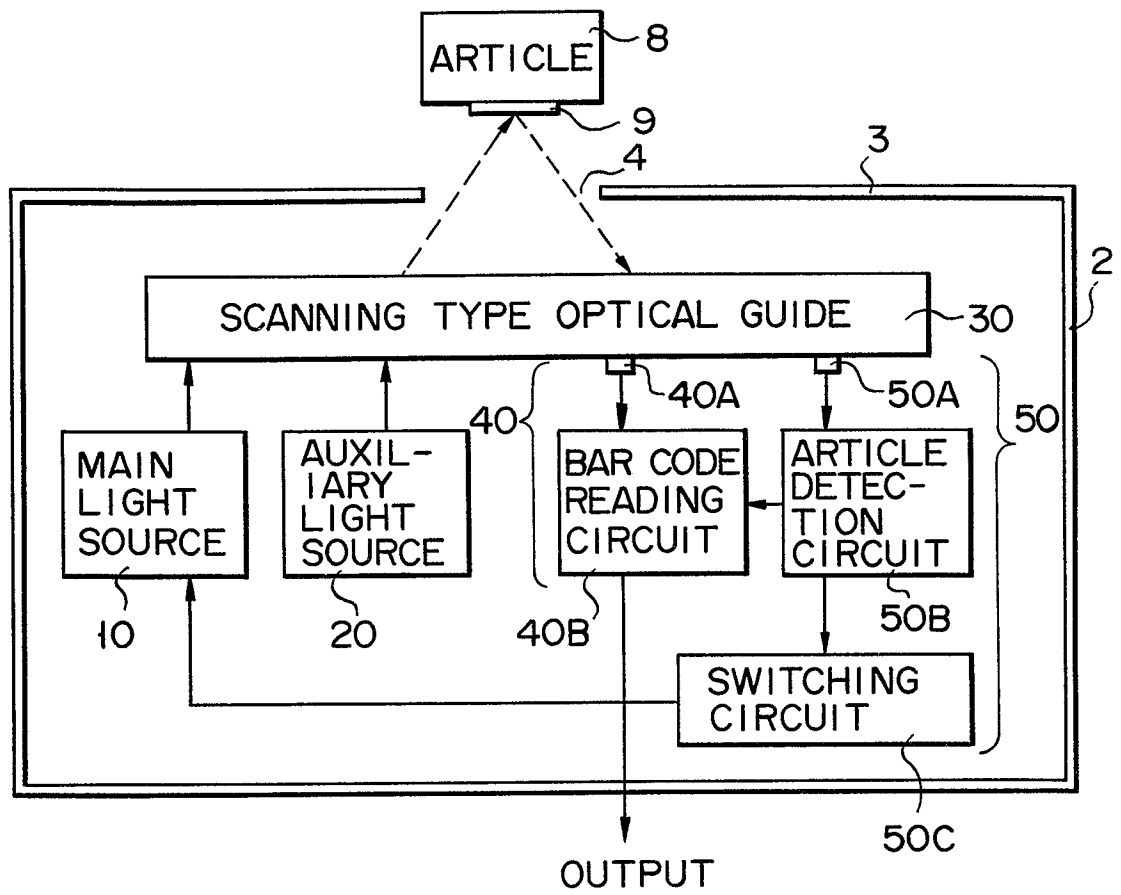 ARTICLE
8
9
4
3
2
SCANNING TYPE OPTICAL GUIDE
30
40A
50A
40
50
MAIN
LIGHT
SOURCE
AUXIL-
IARY
LIGHT
SOURCE
BAR CODE
READING
CIRCUIT
ARTICLE
DETEC-
TION
CIRCUIT
10
20
40B
50B
SWITCHING
CIRCUIT
50C
OUTPUT